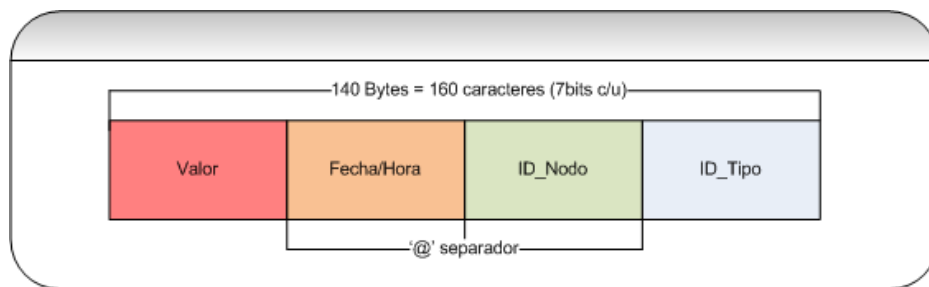 140 Bytes = 160 caracteres (7bits c/u)
Valor Fecha/Hora ID_Nodo ID_Tipo
‘@’ separador